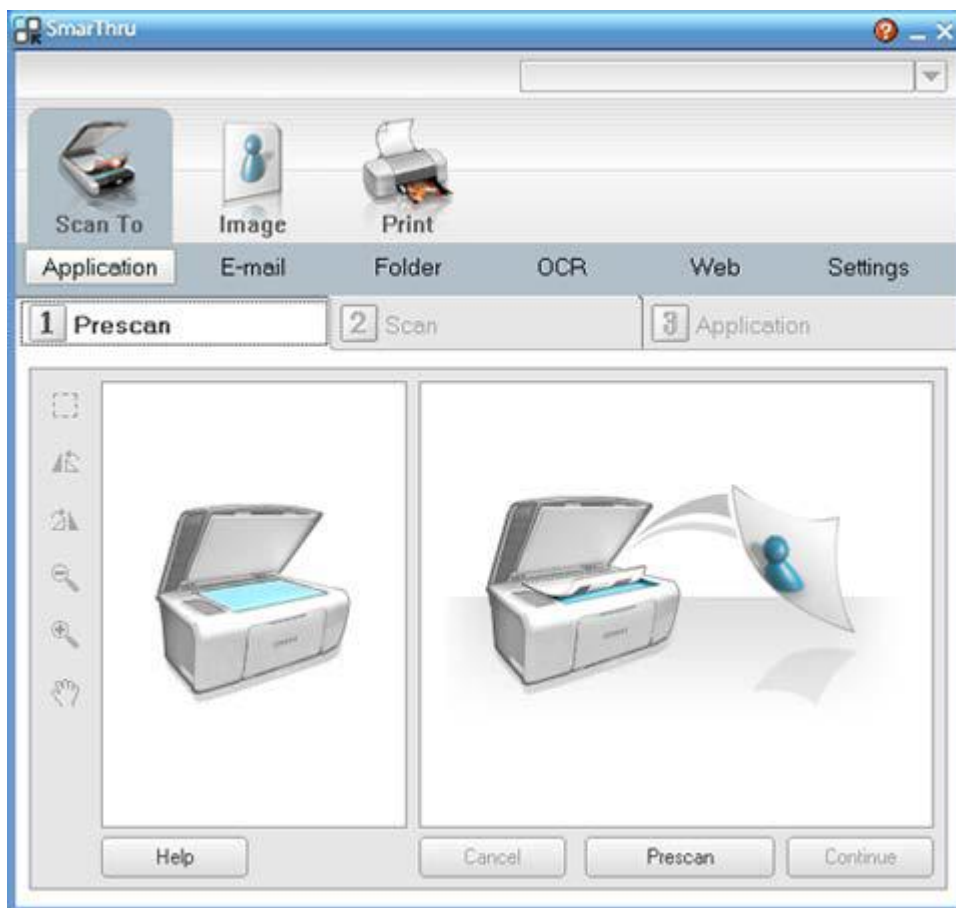 SmarThru
Scan To
Image
Print
Application
E-mail
Folder
OCR
Web
Settings
1 Prescan
2 Scan
3 Application
Help
Cancel
Prescan
Continue